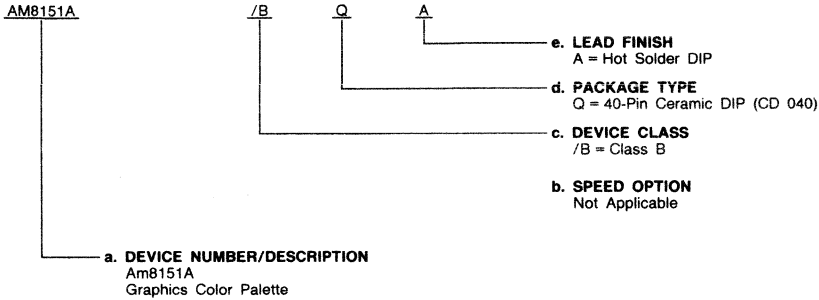 AM8151A /B Q A
e. LEAD FINISH
A = Hot Solder DIP
d. PACKAGE TYPE
Q = 40-Pin Ceramic DIP (CD 040)
c. DEVICE CLASS
/B = Class B
b. SPEED OPTION
Not Applicable
a. DEVICE NUMBER/DESCRIPTION
Am8151A
Graphics Color Palette